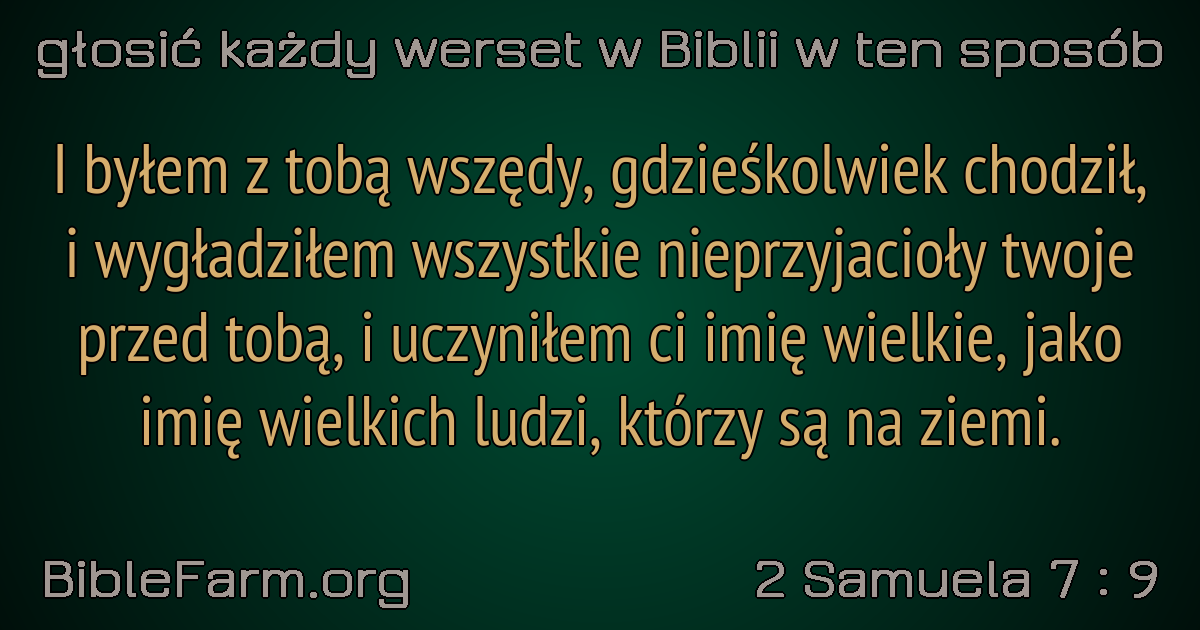 głosić każdy werset w Biblii w ten sposób
I byłem z tobą wszędy, gdzieśkolwiek chodził,
i wygładziłem wszystkie nieprzyjacioły twoje
przed tobą, i uczyniłem ci imię wielkie, jako
imię wielkich ludzi, którzy są na ziemi.
BibleFarm.org
2 Samuela 7 : 9